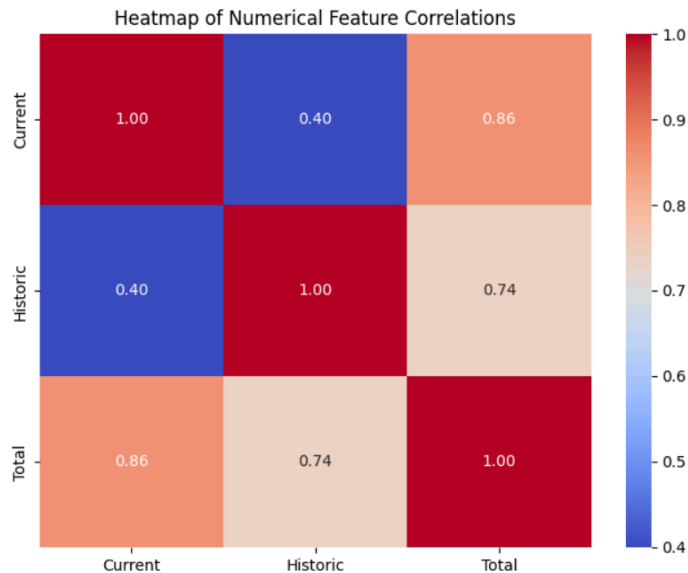 Heatmap of Numerical Feature Correlations
Current
1.00
0.40
0.86
Historic
0.40
1.00
0.74
Total
0.86
0.74
1.00
Current
Historic
Total
1.0
0.9
0.8
0.7
0.6
0.5
0.4